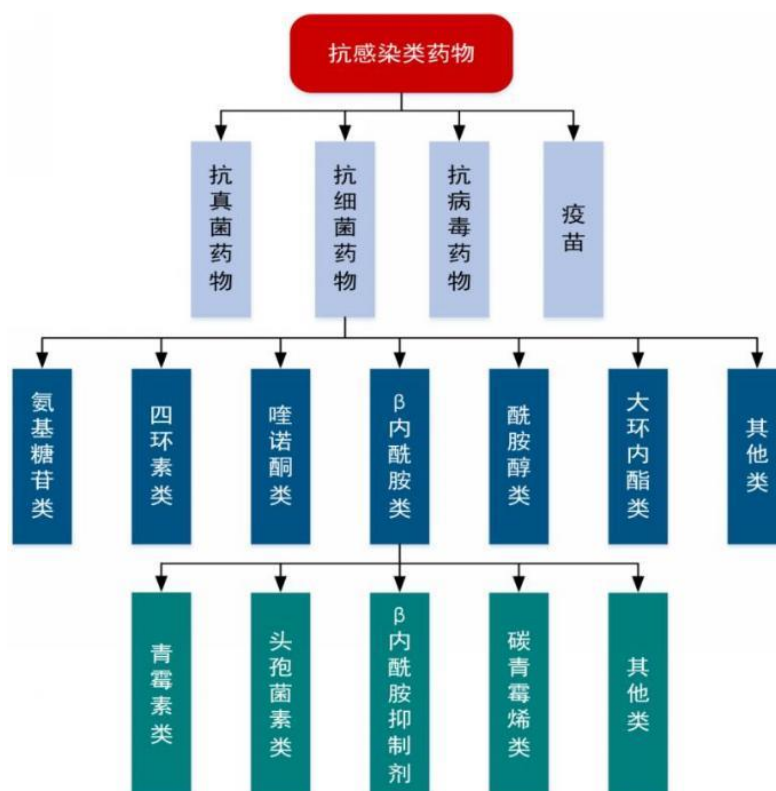 抗感染类药物
抗真菌药物
抗细菌药物
抗病毒药物
疫苗
氨基糖苷类
四环素类
喹诺酮类
β内酰胺类
酰胺醇类
大环内酯类
其他类
青霉素类
头孢菌素类
β内酰胺抑制剂
碳青霉烯类
其他类